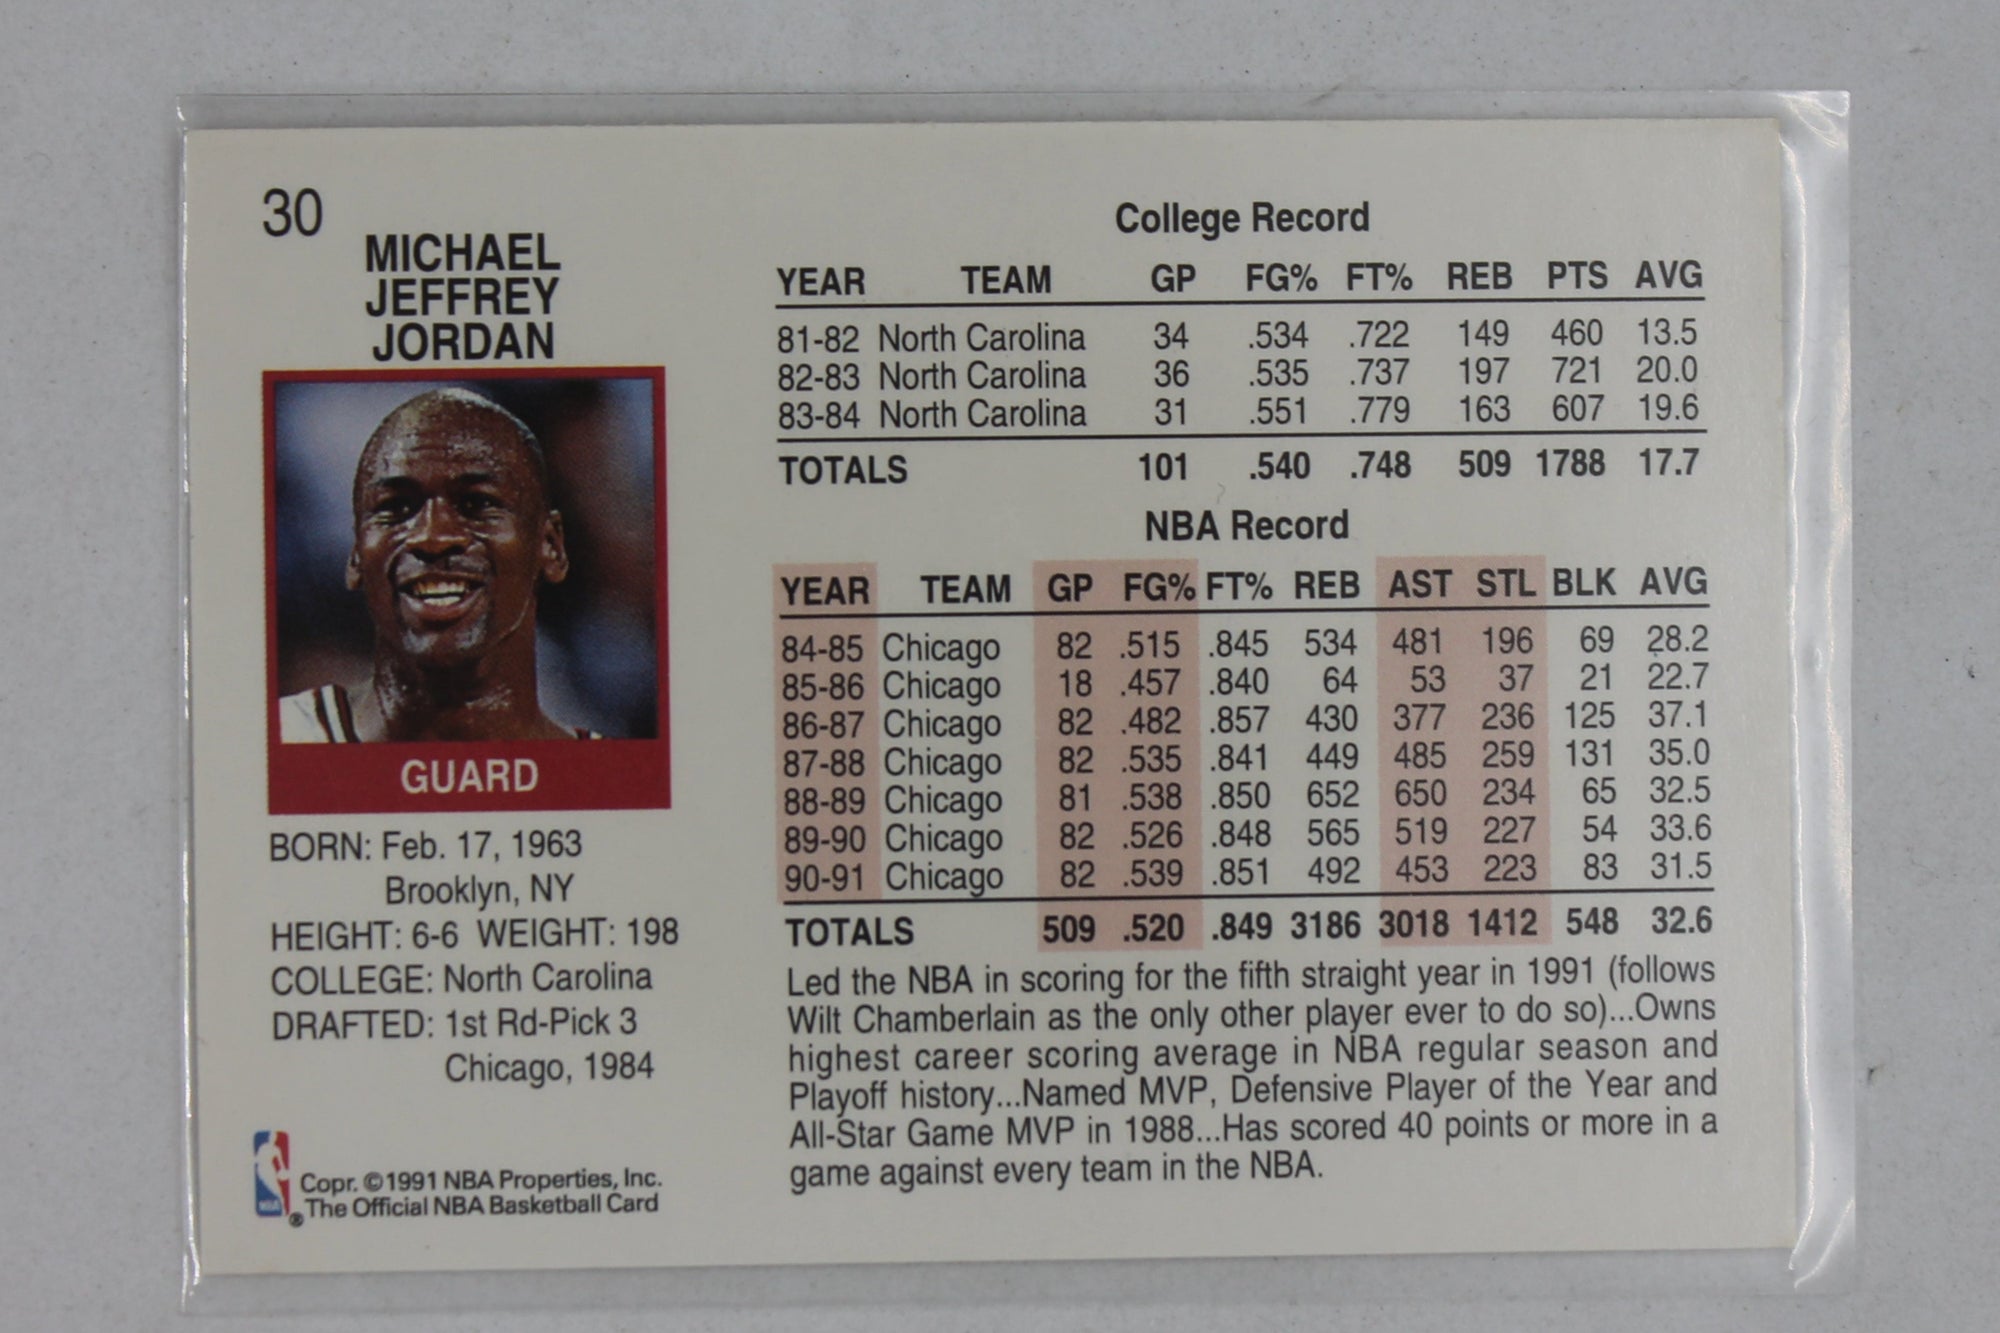 30
MICHAEL
JEFFREY
JORDAN
GUARD
BORN: Feb. 17, 1963
Brooklyn, NY
HEIGHT: 6-6 WEIGHT: 198
COLLEGE: North Carolina
DRAFTED: 1st Rd-Pick 3
Chicago, 1984
NBA
®
Copr. ©1991 NBA Properties, Inc.
The Official NBA Basketball Card
College Record
YEAR TEAM GP FG% FT% REB PTS AVG
81-82 North Carolina 34 .534 .722 149 460 13.5
82-83 North Carolina 36 .535 .737 197 721 20.0
83-84 North Carolina 31 .551 .779 163 607 19.6
TOTALS 101 .540 .748 509 1788 17.7
NBA Record
YEAR TEAM GP FG% FT% REB AST STL BLK AVG
84-85 Chicago 82 .515 .845 534 481 196 69 28.2
85-86 Chicago 18 .457 .840 64 53 37 21 22.7
86-87 Chicago 82 .482 .857 430 377 236 125 37.1
87-88 Chicago 82 .535 .841 449 485 259 131 35.0
88-89 Chicago 81 .538 .850 652 650 234 65 32.5
89-90 Chicago 82 .526 .848 565 519 227 54 33.6
90-91 Chicago 82 .539 .851 492 453 223 83 31.5
TOTALS 509 .520 .849 3186 3018 1412 548 32.6
Led the NBA in scoring for the fifth straight year in 1991 (follows
Wilt Chamberlain as the only other player ever to do so)...Owns
highest career scoring average in NBA regular season and
Playoff history...Named MVP, Defensive Player of the Year and
All-Star Game MVP in 1988...Has scored 40 points or more in a
game against every team in the NBA.